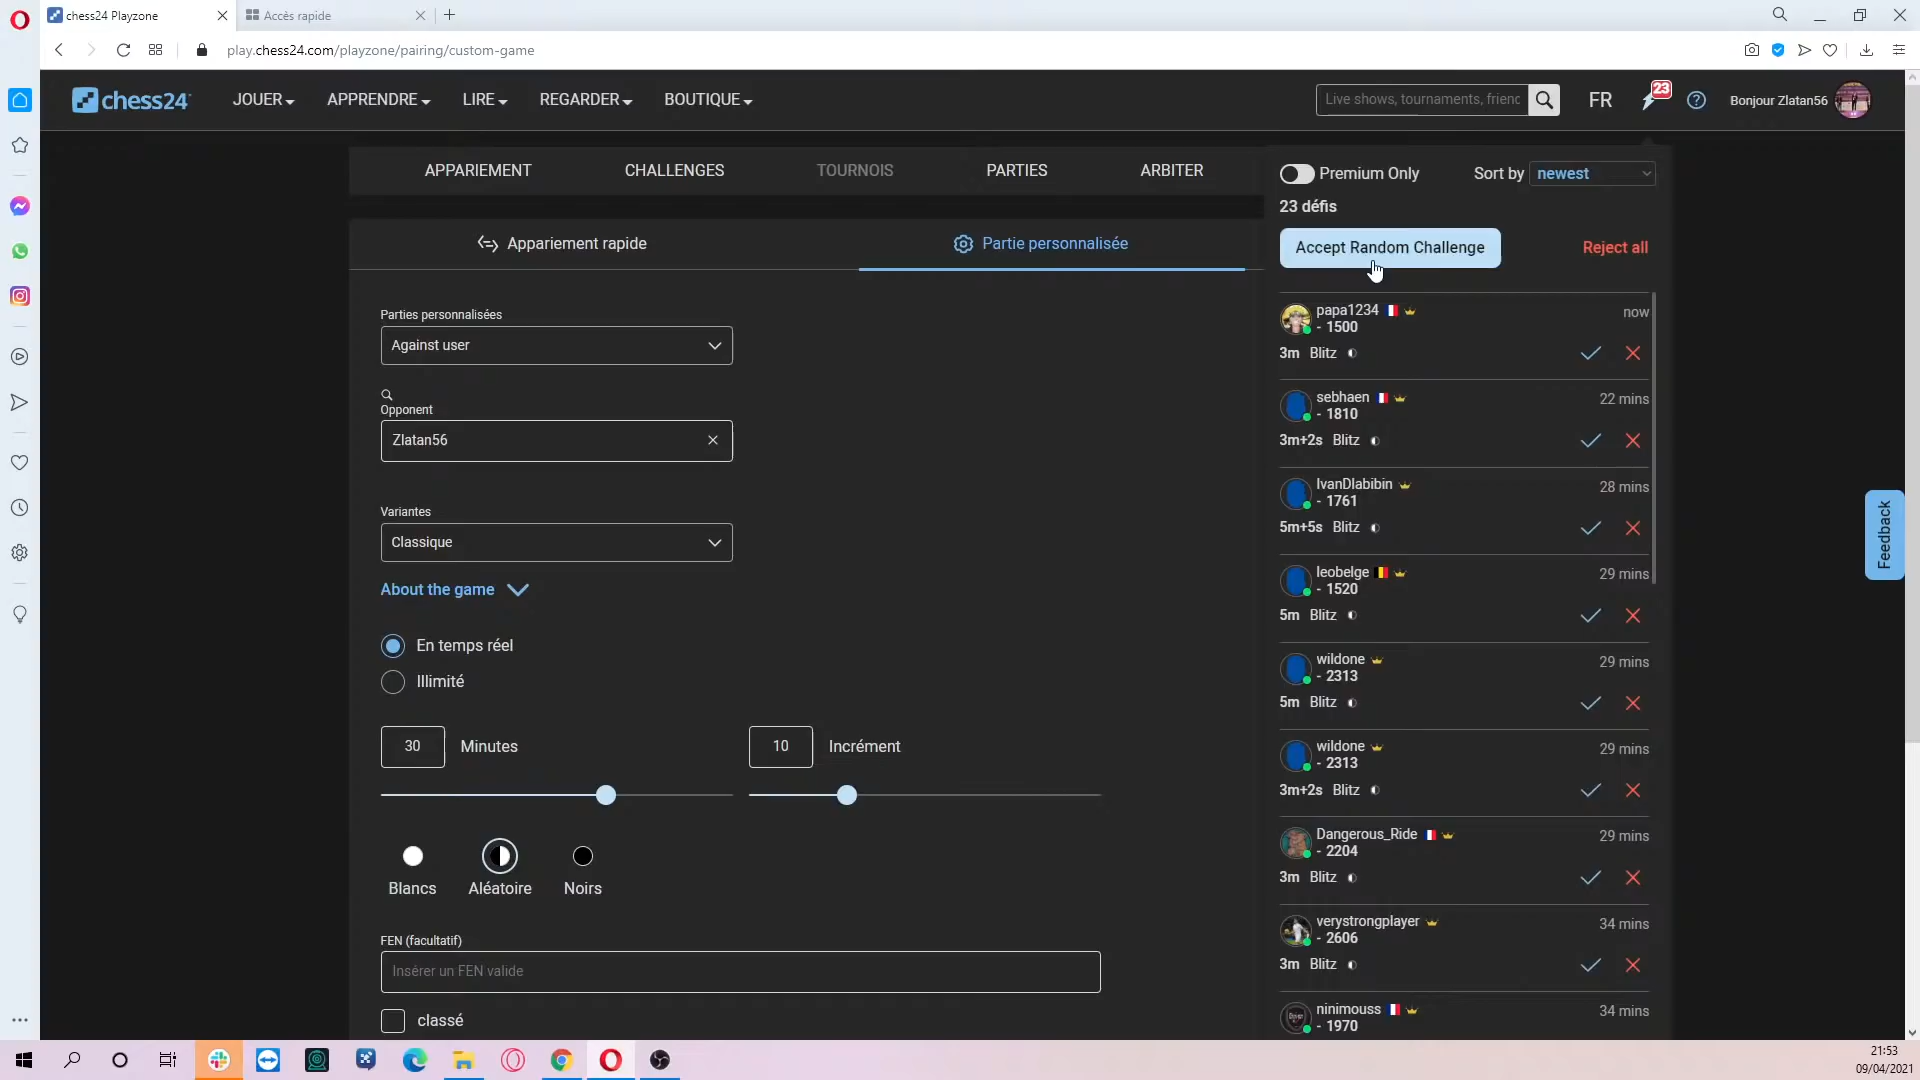 chess24 Playzone
Accès rapide
play.chess24.com/playzone/pairing/custom-game
chess24
JOUER
APPRENDRE
LIRE
REGARDER
BOUTIQUE
Live shows, tournaments, friend
FR
23
Bonjour Zlatan56
APPARIEMENT
CHALLENGES
TOURNOIS
PARTIES
ARBITER
Appariement rapide
Partie personnalisée
Parties personnalisées
Against user
Opponent
Zlatan56
Variantes
Classique
About the game
En temps réel
Illimité
30 Minutes
10 Incrément
Blancs
Aléatoire
Noirs
FEN (facultatif)
Insérer un FEN valide
classé
Premium Only
Sort by newest
23 défis
Accept Random Challenge
Reject all
papa1234
now
- 1500
3m Blitz
sebhaen
22 mins
- 1810
3m+2s Blitz
IvanDlabibin
28 mins
- 1761
5m+5s Blitz
leobelge
29 mins
- 1520
5m Blitz
wildone
29 mins
- 2313
5m Blitz
wildone
29 mins
- 2313
3m+2s Blitz
Dangerous_Ride
29 mins
- 2204
3m Blitz
verystrongplayer
34 mins
- 2606
3m Blitz
ninimouss
34 mins
- 1970
Feedback
21:53
09/04/2021